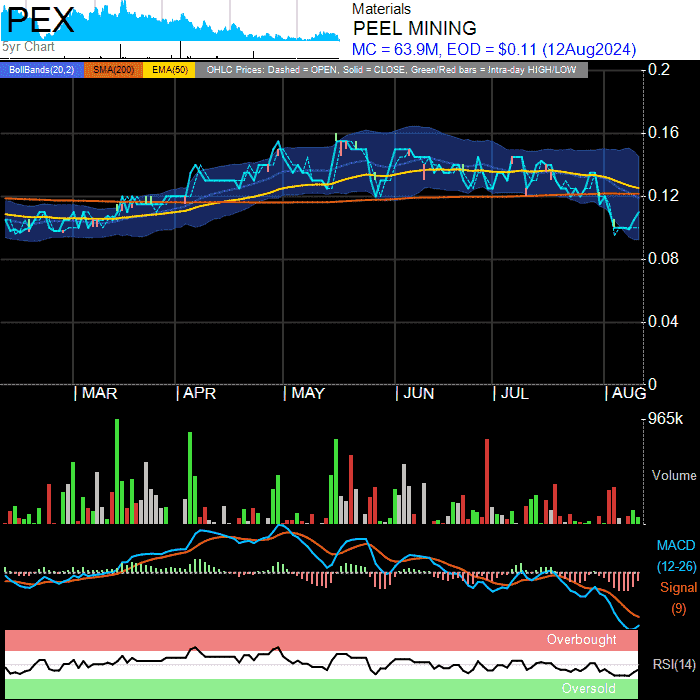 PEX
5yr Chart
Materials
PEEL MINING
MC = 63.9M, EOD = $0.11 (12Aug2024)
BollBands(20,2) SMA(200) EMA(50) OHLC Prices: Dashed = OPEN, Solid = CLOSE, Green/Red bars = Intra-day HIGH/LOW
0.2
0.16
0.12
0.08
0.04
0
MAR APR MAY JUN JUL AUG
965k
Volume
MACD
(12-26)
Signal
(9)
Overbought
RSI(14)
Oversold